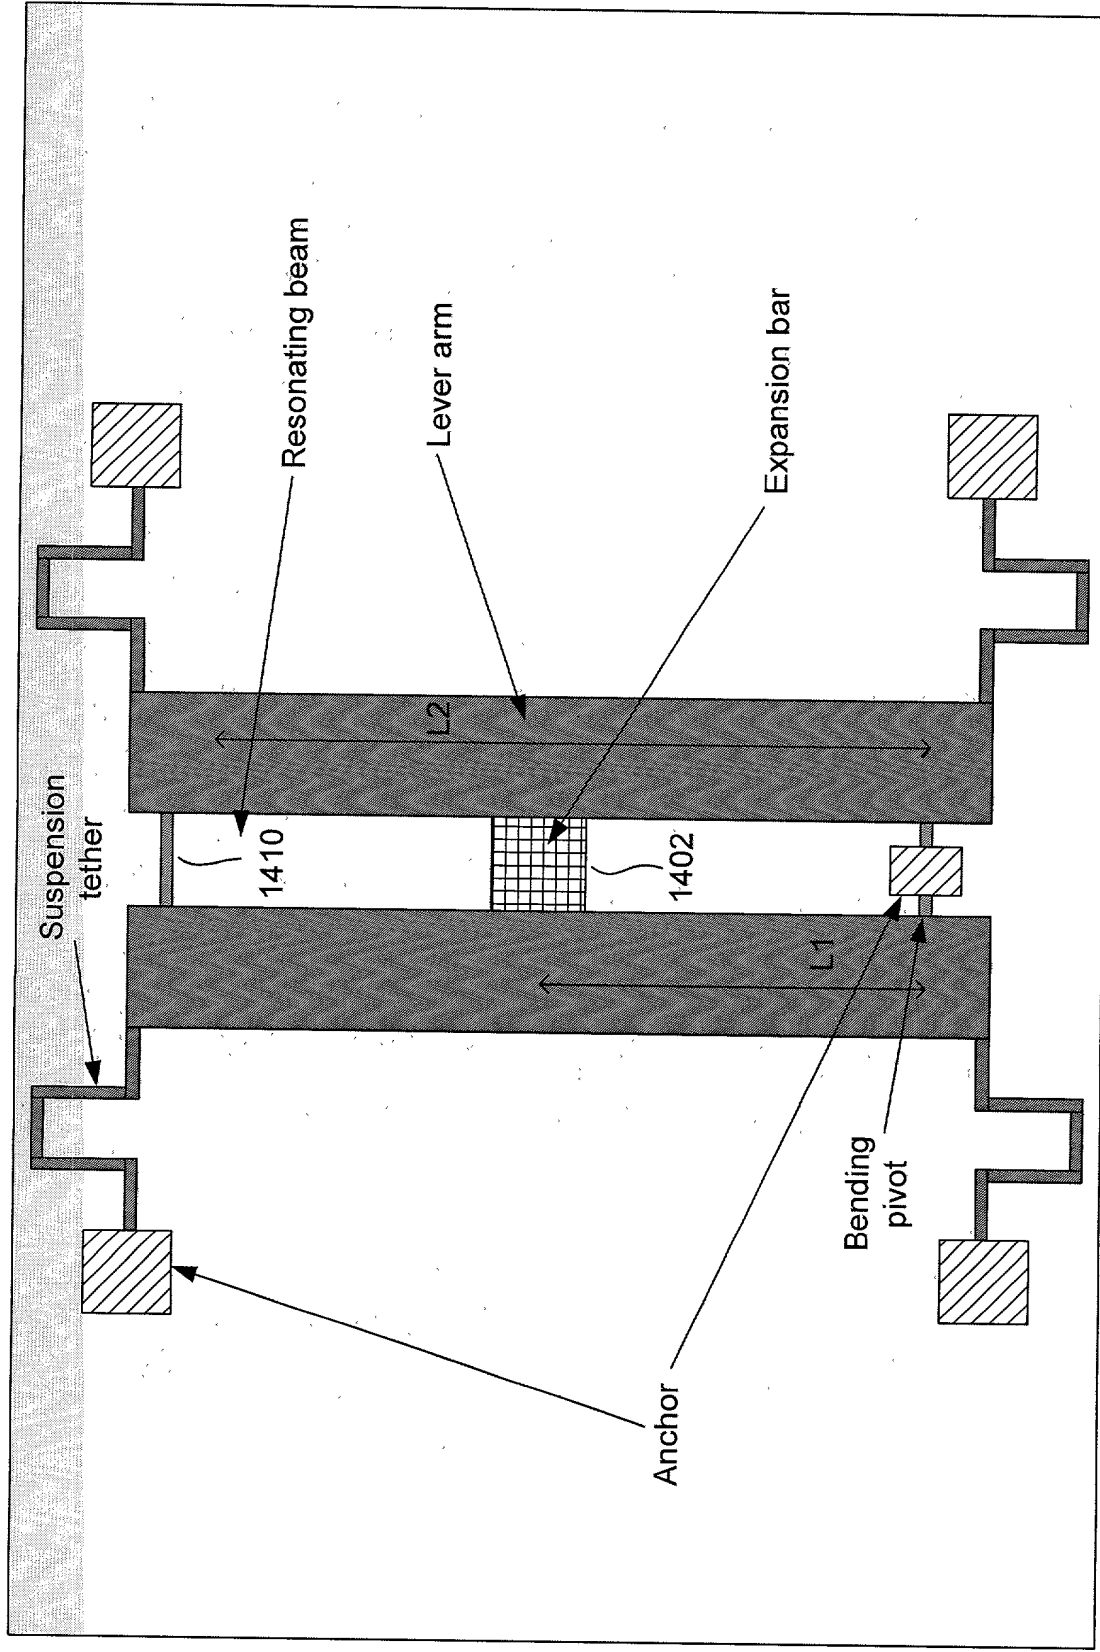 Suspension
tether
Resonating beam
1410
L2
Lever arm
Expansion bar
1402
L1
Bending
pivot
Anchor